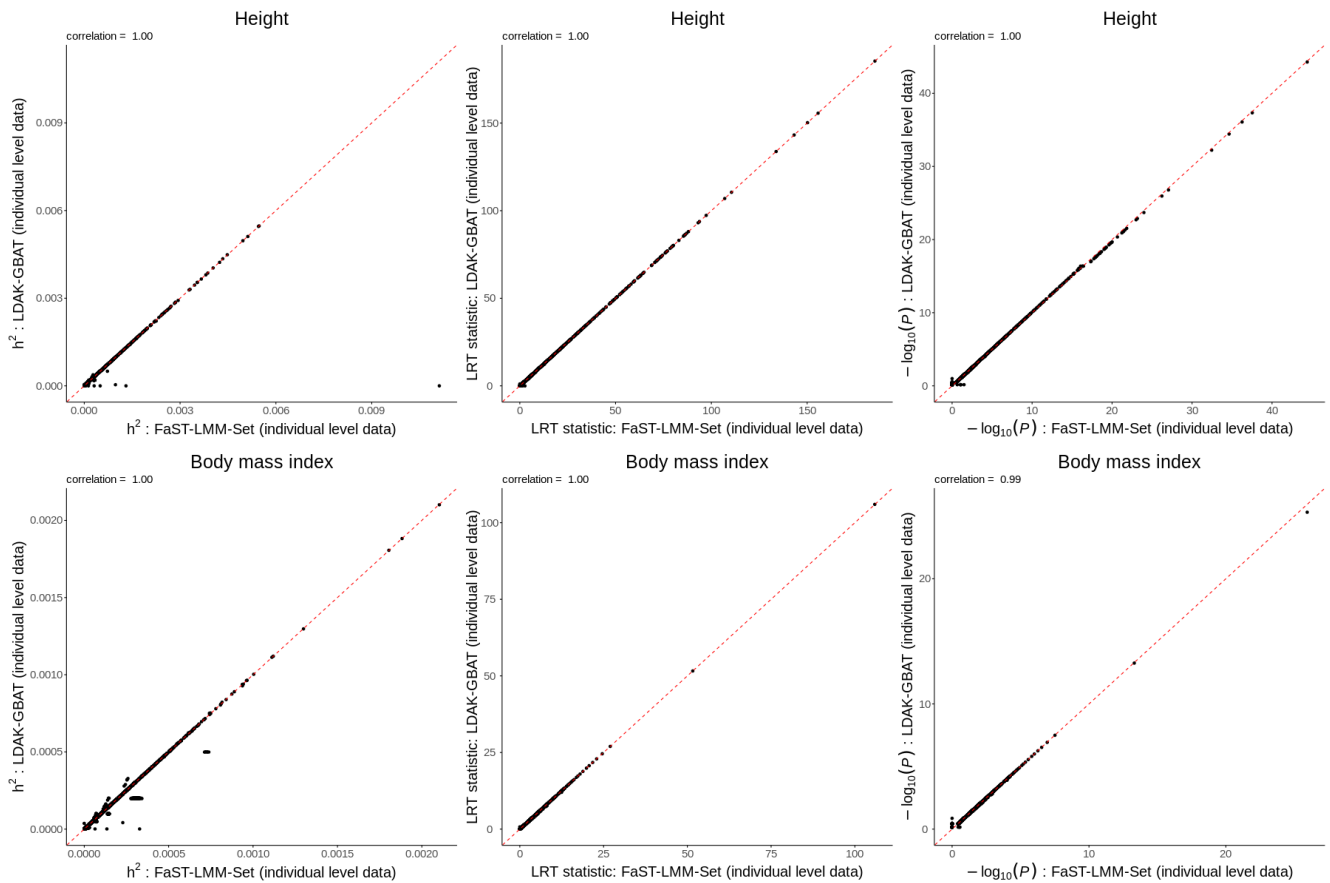 Height
correlation = 1.00
h² : LDAK-GBAT (individual level data)
0.009
0.006
0.003
0.000
0.000 0.003 0.006 0.009
h² : FaST-LMM-Set (individual level data)
Height
correlation = 1.00
LRT statistic: LDAK-GBAT (individual level data)
150
100
50
0
0 50 100 150
LRT statistic: FaST-LMM-Set (individual level data)
Height
correlation = 1.00
−log₁₀(P) : LDAK-GBAT (individual level data)
40
30
20
10
0
0 10 20 30 40
−log₁₀(P) : FaST-LMM-Set (individual level data)
Body mass index
correlation = 1.00
h² : LDAK-GBAT (individual level data)
0.0020
0.0015
0.0010
0.0005
0.0000
0.0000 0.0005 0.0010 0.0015 0.0020
h² : FaST-LMM-Set (individual level data)
Body mass index
correlation = 1.00
LRT statistic: LDAK-GBAT (individual level data)
100
75
50
25
0
0 25 50 75 100
LRT statistic: FaST-LMM-Set (individual level data)
Body mass index
correlation = 0.99
−log₁₀(P) : LDAK-GBAT (individual level data)
20
10
0
0 10 20
−log₁₀(P) : FaST-LMM-Set (individual level data)